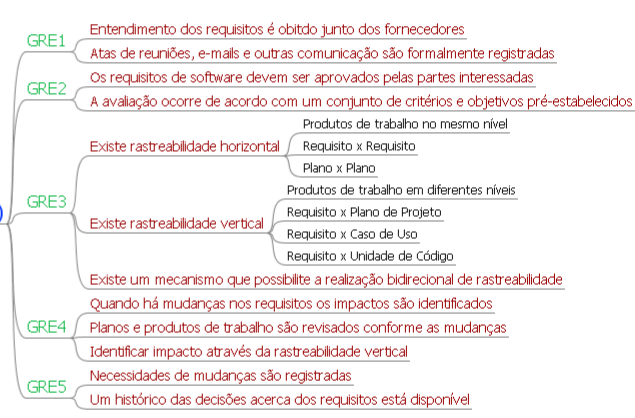 GRE1
Entendimento dos requisitos é obitdo junto dos fornecedores
Atas de reuniões, e-mails e outras comunicação são formalmente registradas
GRE2
Os requisitos de software devem ser aprovados pelas partes interessadas
A avaliação ocorre de acordo com um conjunto de critérios e objetivos pré-estabelecidos
GRE3
Existe rastreabilidade horizontal
Produtos de trabalho no mesmo nível
Requisito x Requisito
Plano x Plano
Existe rastreabilidade vertical
Produtos de trabalho em diferentes níveis
Requisito x Plano de Projeto
Requisito x Caso de Uso
Requisito x Unidade de Código
Existe um mecanismo que possibilite a realização bidirecional de rastreabilidade
GRE4
Quando há mudanças nos requisitos os impactos são identificados
Planos e produtos de trabalho são revisados conforme as mudanças
Identificar impacto através da rastreabilidade vertical
GRE5
Necessidades de mudanças são registradas
Um histórico das decisões acerca dos requisitos está disponível